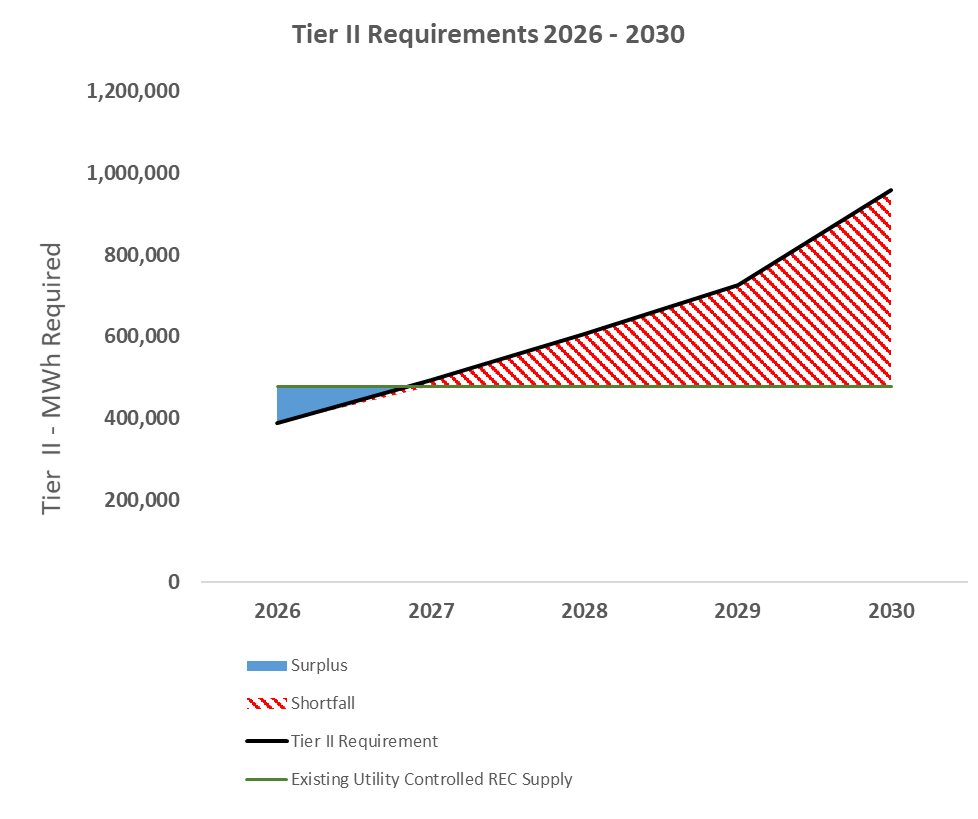 Tier II Requirements 2026 - 2030
1,200,000
1,000,000
800,000
600,000
400,000
200,000
0
Tier II - MWh Required
2026 2027 2028 2029 2030
Surplus
Shortfall
Tier II Requirement
Existing Utility Controlled REC Supply